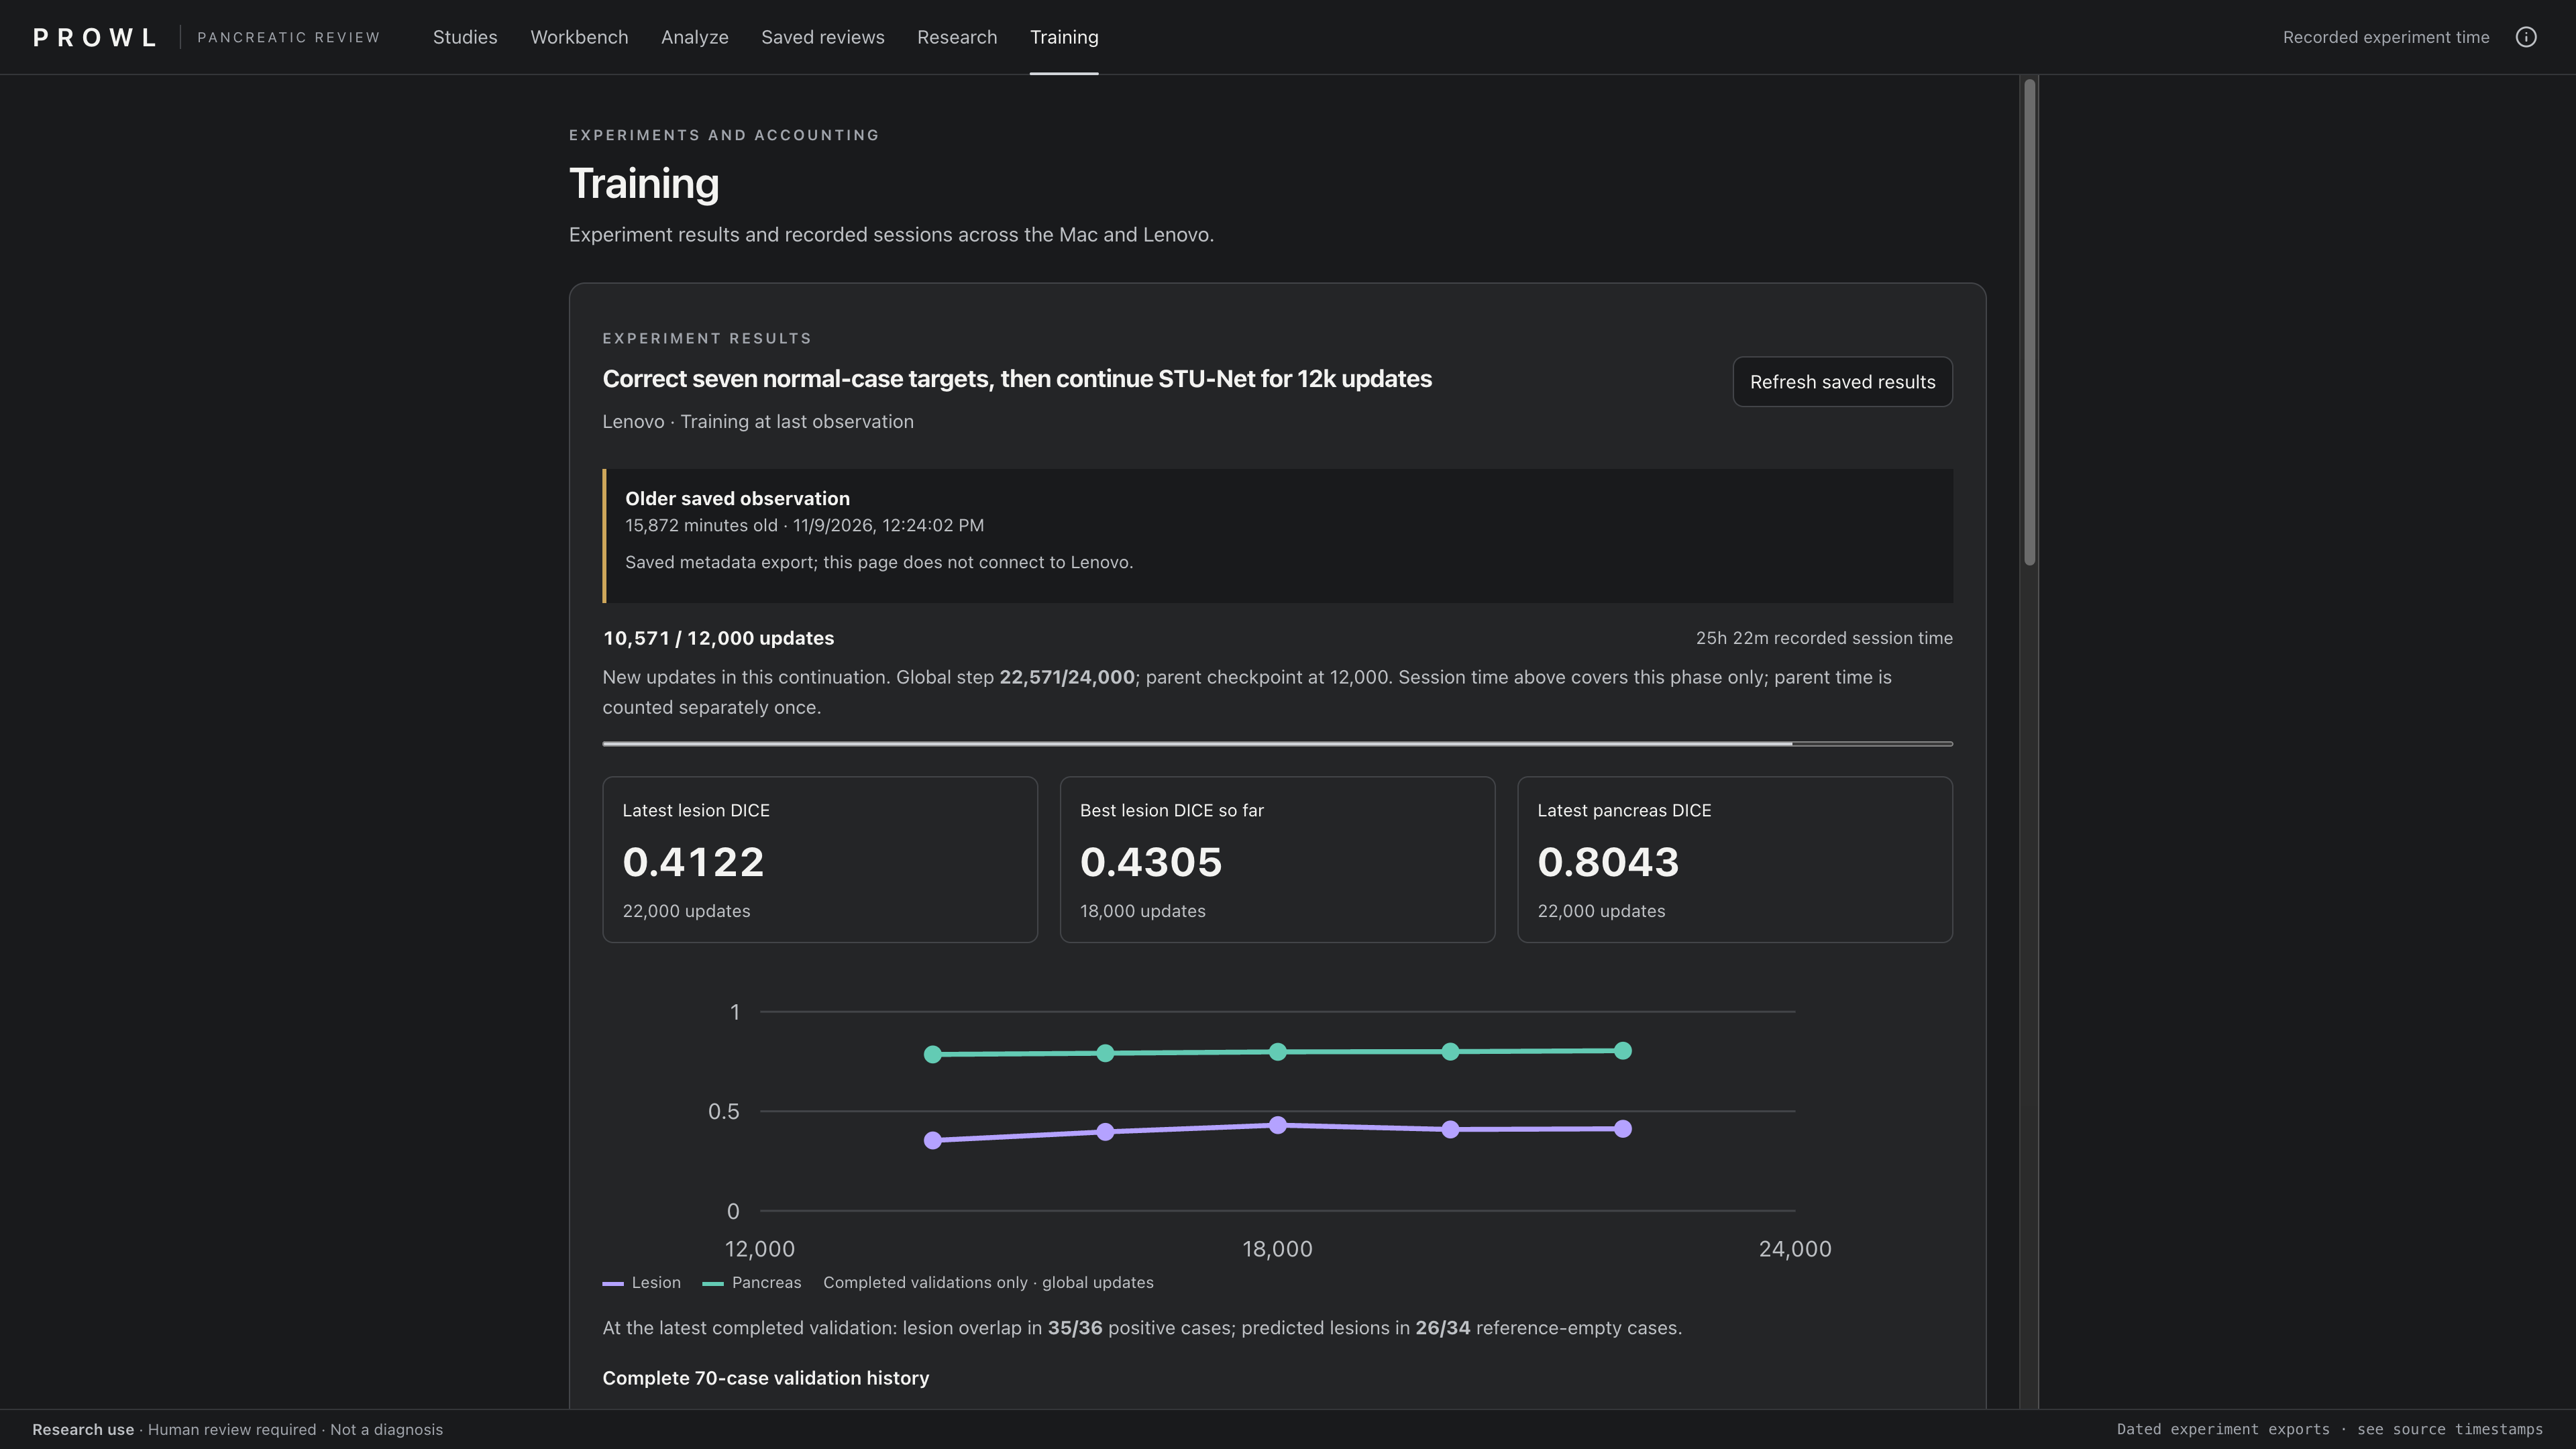 PROWL
PANCREATIC REVIEW
Studies
Workbench
Analyze
Saved reviews
Research
Training
Recorded experiment time
EXPERIMENTS AND ACCOUNTING
Training
Experiment results and recorded sessions across the Mac and Lenovo.
EXPERIMENT RESULTS
Correct seven normal-case targets, then continue STU-Net for 12k updates
Refresh saved results
Lenovo · Training at last observation
Older saved observation
15,872 minutes old · 11/9/2026, 12:24:02 PM
Saved metadata export; this page does not connect to Lenovo.
10,571 / 12,000 updates
25h 22m recorded session time
New updates in this continuation. Global step 22,571/24,000; parent checkpoint at 12,000. Session time above covers this phase only; parent time is
counted separately once.
Latest lesion DICE
0.4122
22,000 updates
Best lesion DICE so far
0.4305
18,000 updates
Latest pancreas DICE
0.8043
22,000 updates
1
0.5
0
12,000
18,000
24,000
Lesion
Pancreas
Completed validations only · global updates
At the latest completed validation: lesion overlap in 35/36 positive cases; predicted lesions in 26/34 reference-empty cases.
Complete 70-case validation history
Research use · Human review required · Not a diagnosis
Dated experiment exports · see source timestamps